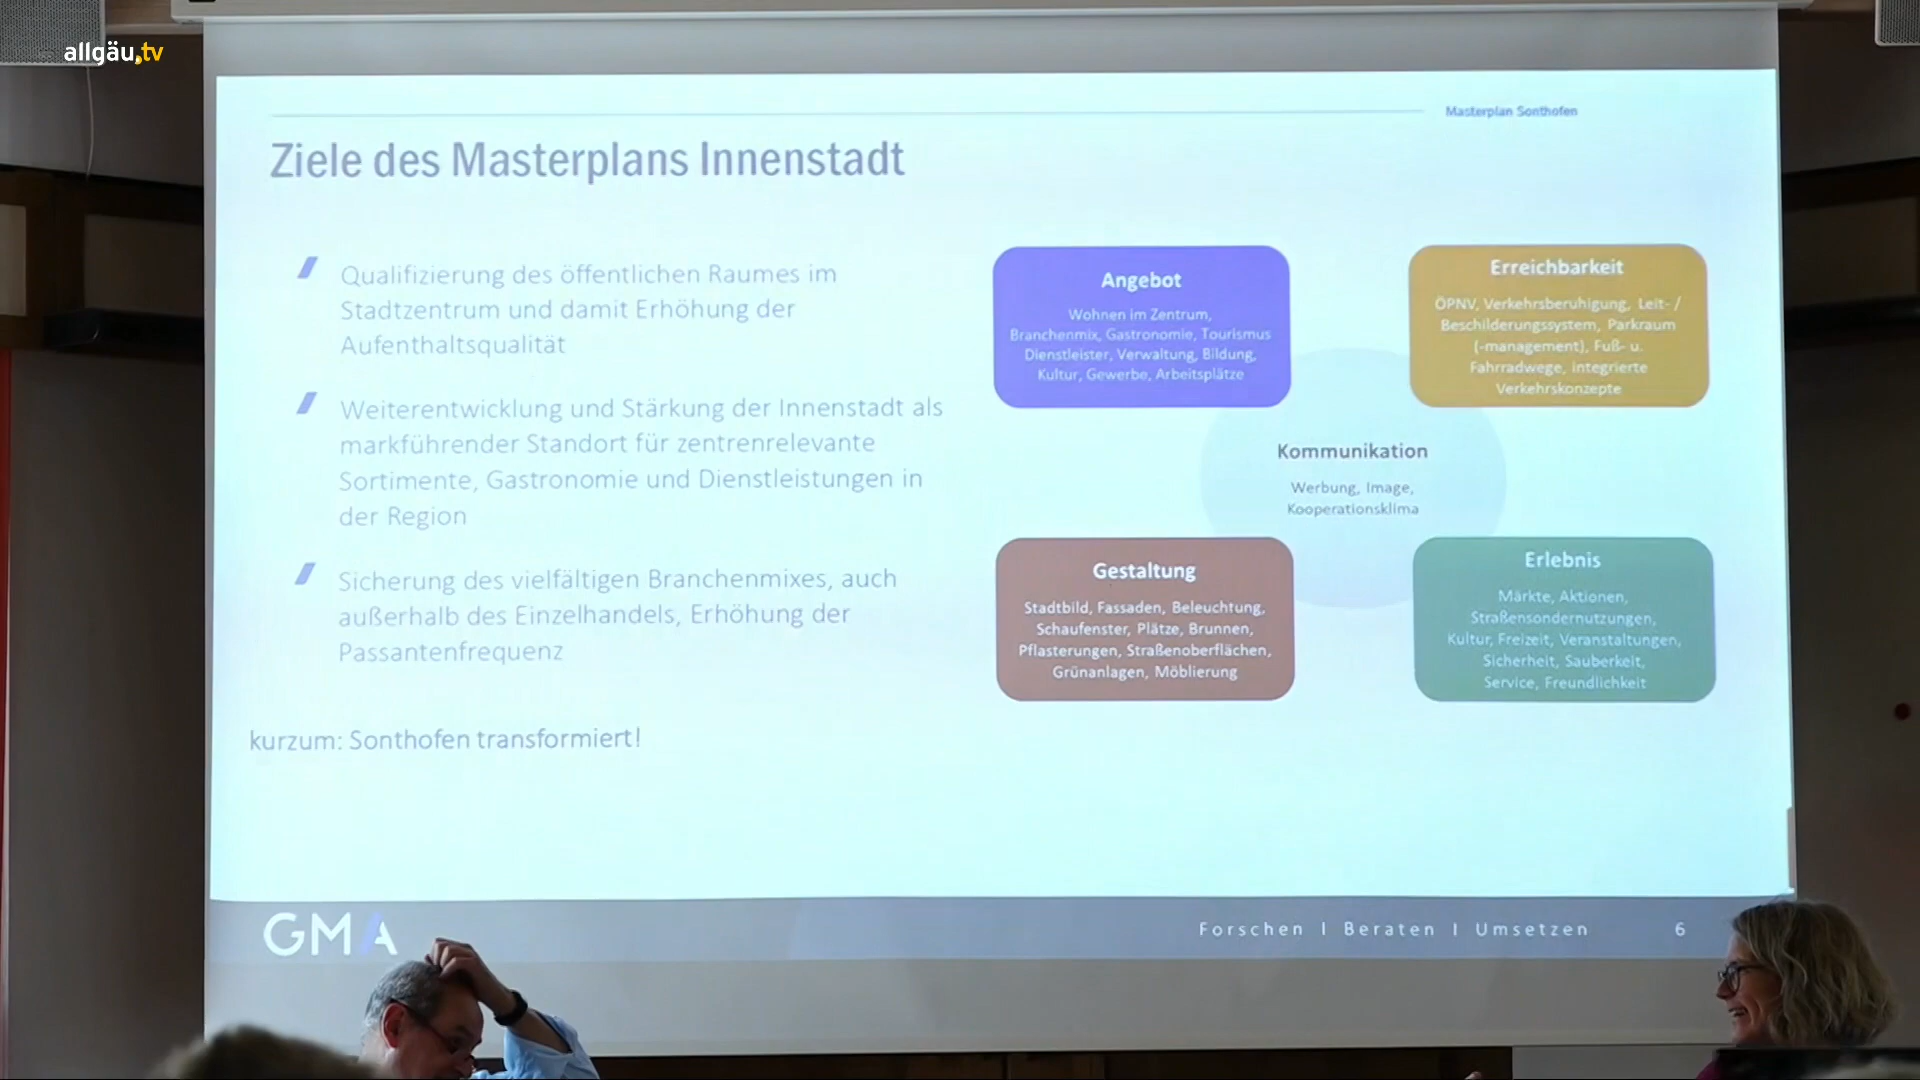 allgäu.tv
Masterplan Sonthofen
Ziele des Masterplans Innenstadt
Qualifizierung des öffentlichen Raumes im
Stadtzentrum und damit Erhöhung der
Aufenthaltsqualität
Weiterentwicklung und Stärkung der Innenstadt als
markführender Standort für zentrenrelevante
Sortimente, Gastronomie und Dienstleistungen in
der Region
Sicherung des vielfältigen Branchenmixes, auch
außerhalb des Einzelhandels, Erhöhung der
Passantenfrequenz
kurzum: Sonthofen transformiert!
Angebot
Wohnen im Zentrum,
Branchenmix, Gastronomie, Tourismus
Dienstleister, Verwaltung, Bildung,
Kultur, Gewerbe, Arbeitsplätze
Erreichbarkeit
ÖPNV, Verkehrsberuhigung, Leit- /
Beschilderungssystem, Parkraum
(-management), Fuß- u.
Fahrradwege, integrierte
Verkehrskonzepte
Kommunikation
Werbung, Image,
Kooperationsklima
Gestaltung
Stadtbild, Fassaden, Beleuchtung,
Schaufenster, Plätze, Brunnen,
Pflasterungen, Straßenoberflächen,
Grünanlagen, Möblierung
Erlebnis
Märkte, Aktionen,
Straßensondernutzungen,
Kultur, Freizeit, Veranstaltungen,
Sicherheit, Sauberkeit,
Service, Freundlichkeit
GMA
Forschen | Beraten | Umsetzen 6